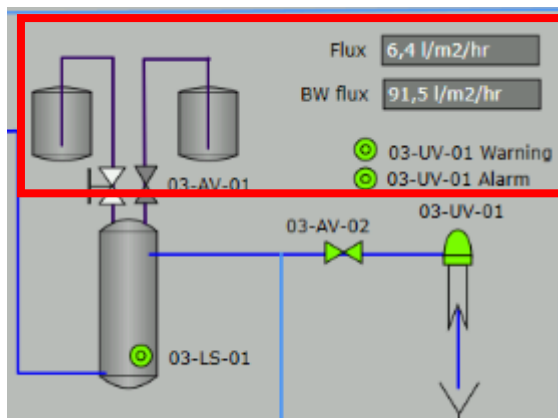 Flux 6,4 l/m2/hr
BW flux 91,5 l/m2/hr
03-UV-01 Warning
03-AV-01 03-UV-01 Alarm
03-UV-01
03-AV-02
03-LS-01